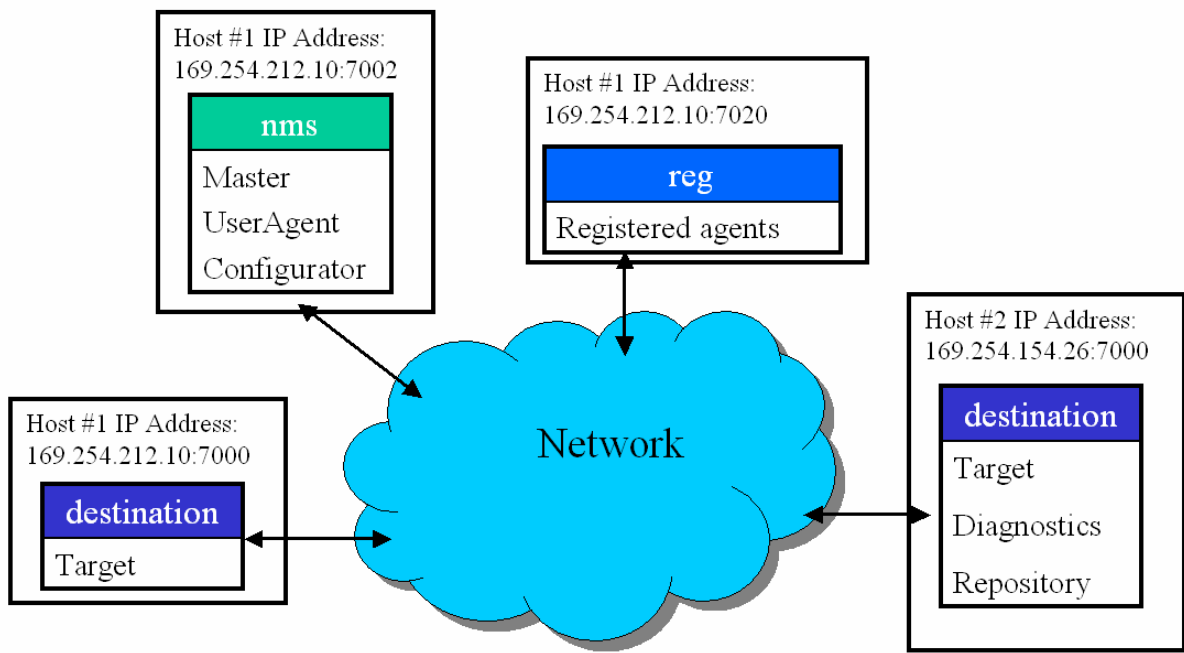 Host #1 IP Address:
169.254.212.10:7002
nms
Master
UserAgent
Configurator
Host #1 IP Address:
169.254.212.10:7020
reg
Registered agents
Host #2 IP Address:
169.254.154.26:7000
destination
Target
Diagnostics
Repository
Host #1 IP Address:
169.254.212.10:7000
destination
Target
Network